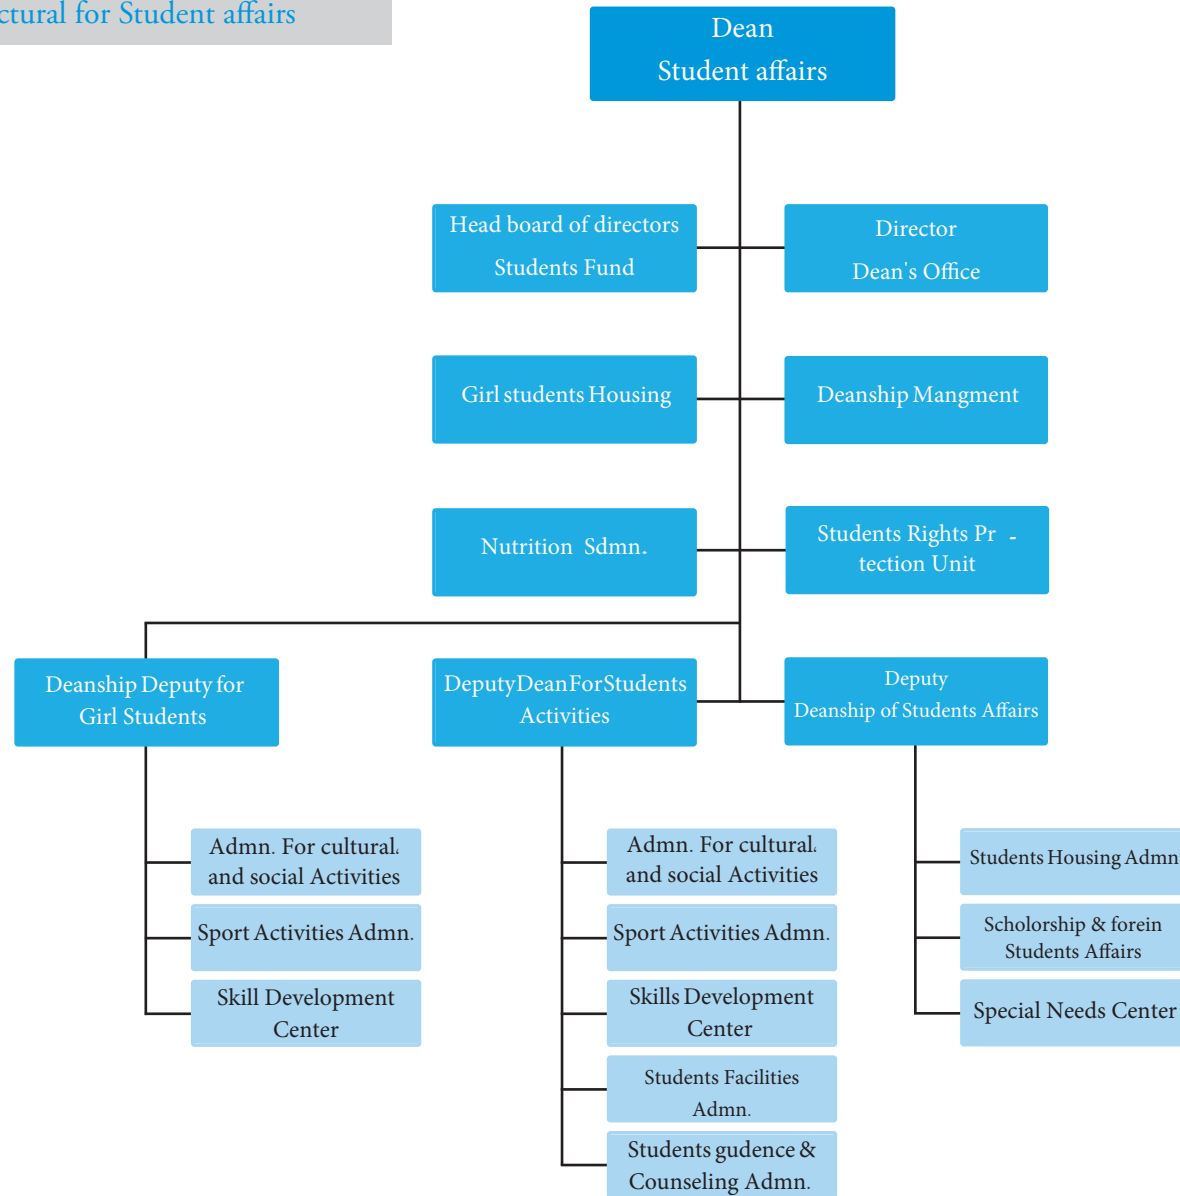 ctural for Student affairs
Dean
Student affairs
Head board of directors
Students Fund
Director
Dean's Office
Girl students Housing
Deanship Mangment
Nutrition Sdmn.
Students Rights Pr -
tection Unit
Deanship Deputy for
Girl Students
Deputy Dean For Students
Activities
Deputy
Deanship of Students Affairs
Admn. For cultural.
and social Activities
Sport Activities Admn.
Skill Development
Center
Admn. For cultural.
and social Activities
Sport Activities Admn.
Skills Development
Center
Students Facilities
Admn.
Students gudence &
Counseling Admn.
Students Housing Admn
Scholorship & forein
Students Affairs
Special Needs Center